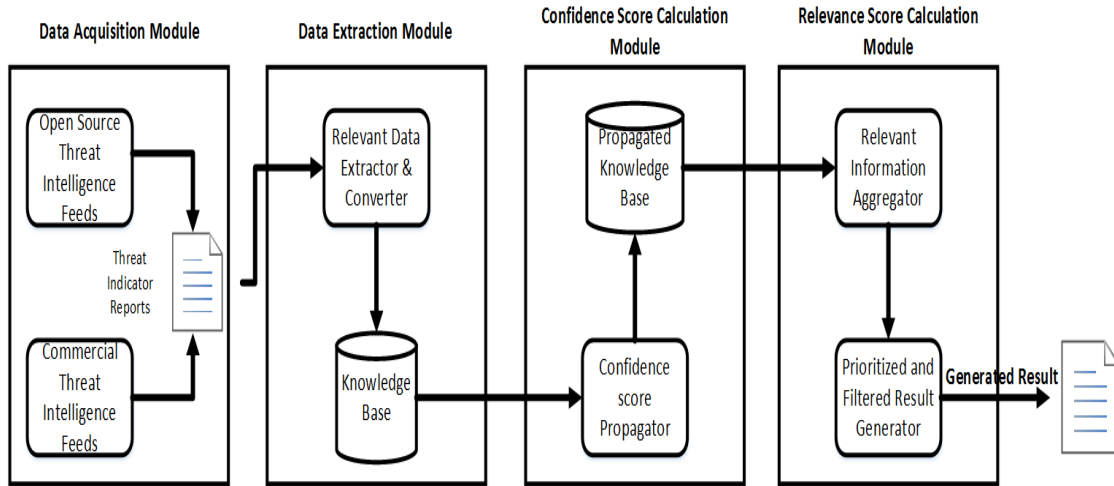 Data Acquisition Module
Open Source
Threat
Intelligence
Feeds
Threat
Indicator
Reports
Commercial
Threat
Intelligence
Feeds
Data Extraction Module
Relevant Data
Extractor &
Converter
Knowledge
Base
Confidence Score Calculation
Module
Propagated
Knowledge
Base
Confidence
score
Propagator
Relevance Score Calculation
Module
Relevant
Information
Aggregator
Prioritized and
Filtered Result
Generator
Generated Result